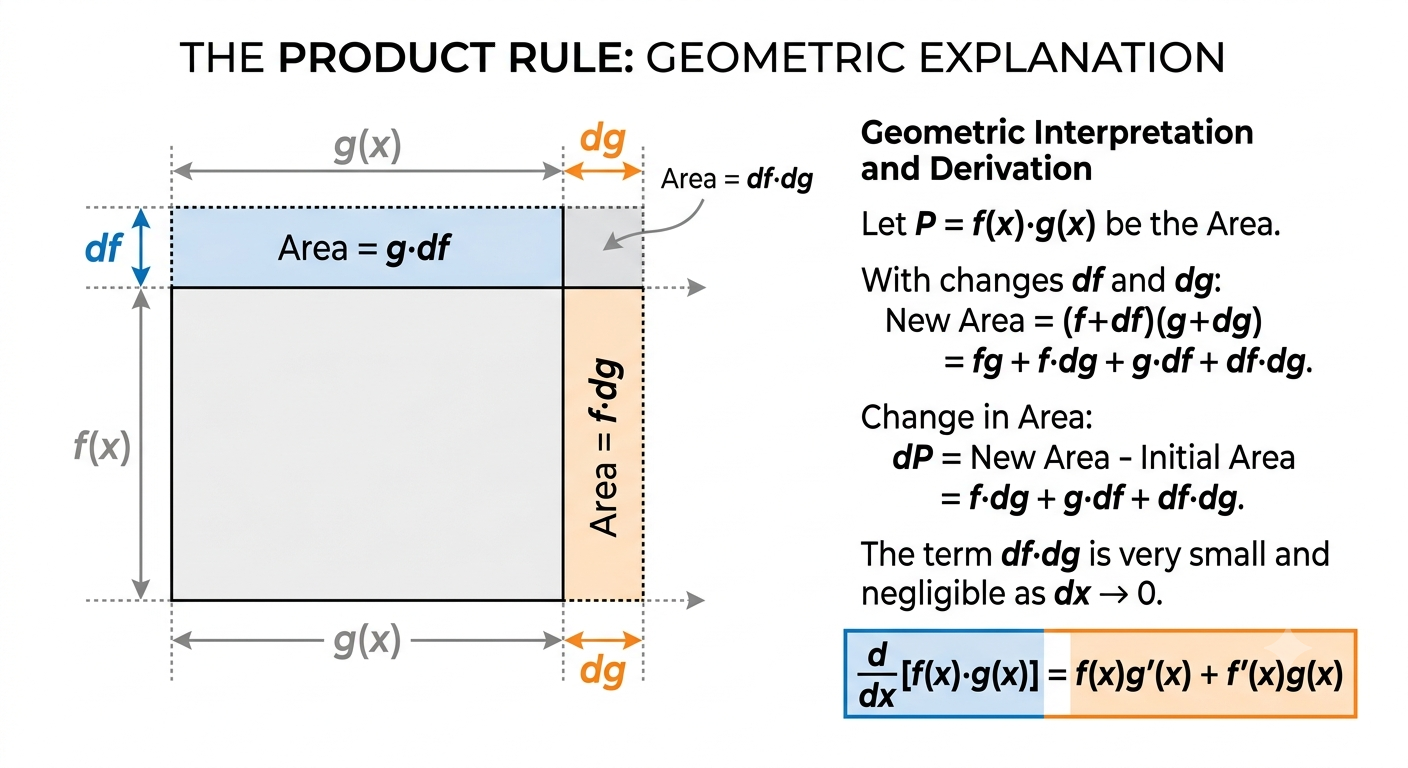 THE PRODUCT RULE: GEOMETRIC EXPLANATION
g(x)
dg
Area = df·dg
df
Area = g·df
f(x)
Area = f·dg
g(x)
dg
Geometric Interpretation
and Derivation
Let P = f(x)·g(x) be the Area.
With changes df and dg:
New Area = (f+df)(g+dg)
= fg + f·dg + g·df + df·dg.
Change in Area:
dP = New Area - Initial Area
= f·dg + g·df + df·dg.
The term df·dg is very small and
negligible as dx → 0.
d/dx [f(x)·g(x)] = f(x)g′(x) + f′(x)g(x)